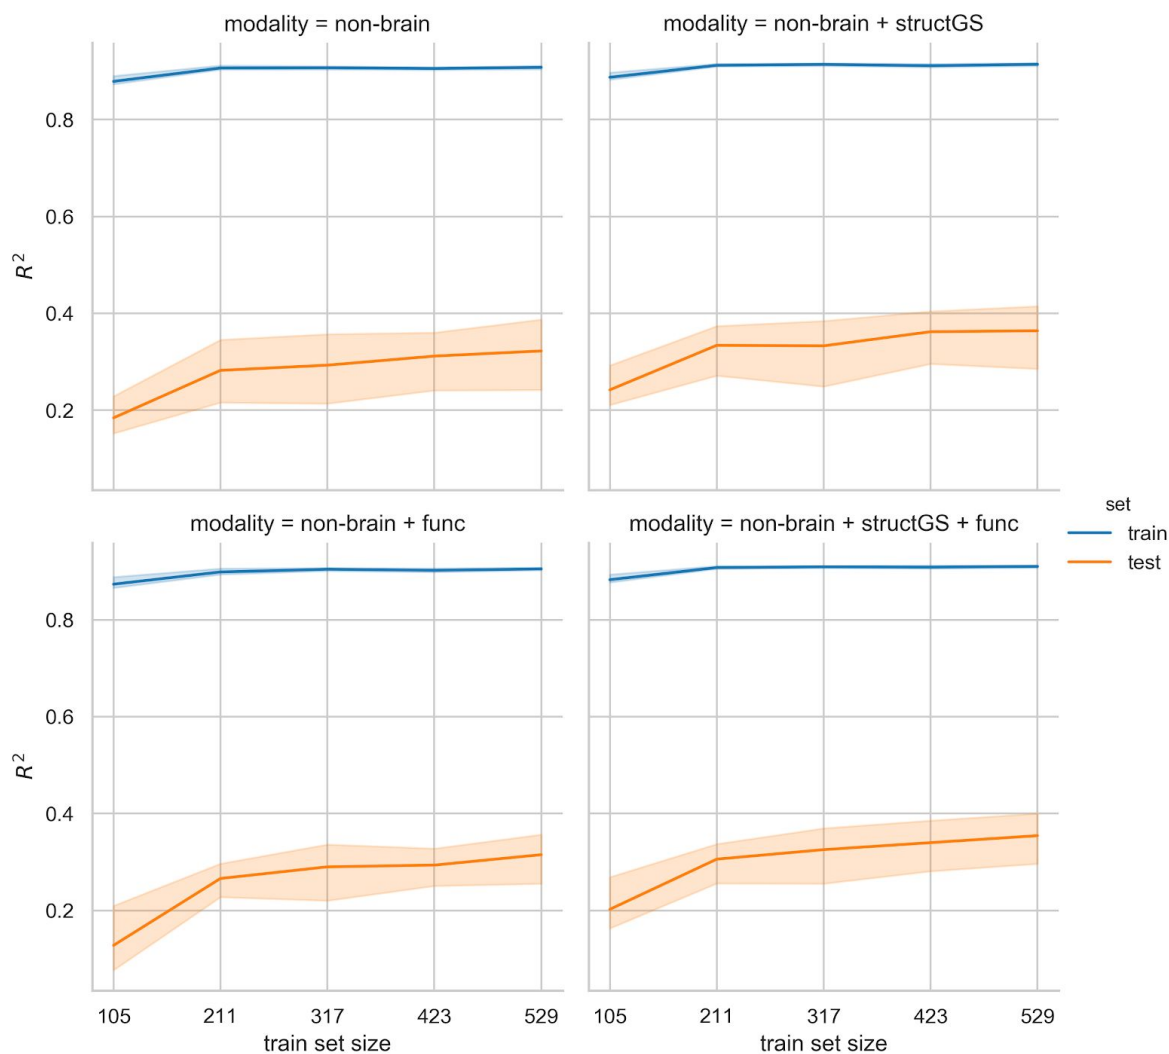 modality = non-brain
modality = non-brain + structGS
0.8
0.6
0.4
0.2
R²
modality = non-brain + func
modality = non-brain + structGS + func
0.8
0.6
0.4
0.2
R²
105 211 317 423 529
105 211 317 423 529
train set size
train set size
set
train
test